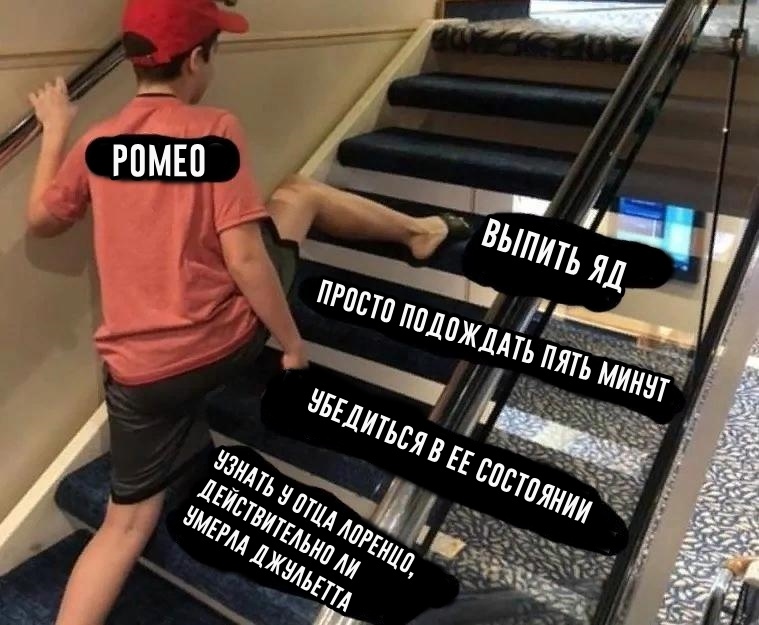 РОМЕО
ВЫПИТЬ ЯД
ПРОСТО ПОДОЖДАТЬ ПЯТЬ МИНУТ
УБЕДИТЬСЯ В ЕЕ СОСТОЯНИИ
УЗНАТЬ У ОТЦА ЛОРЕНЦО,
ДЕЙСТВИТЕЛЬНО ЛИ
УМЕРЛА ДЖУЛЬЕТТА